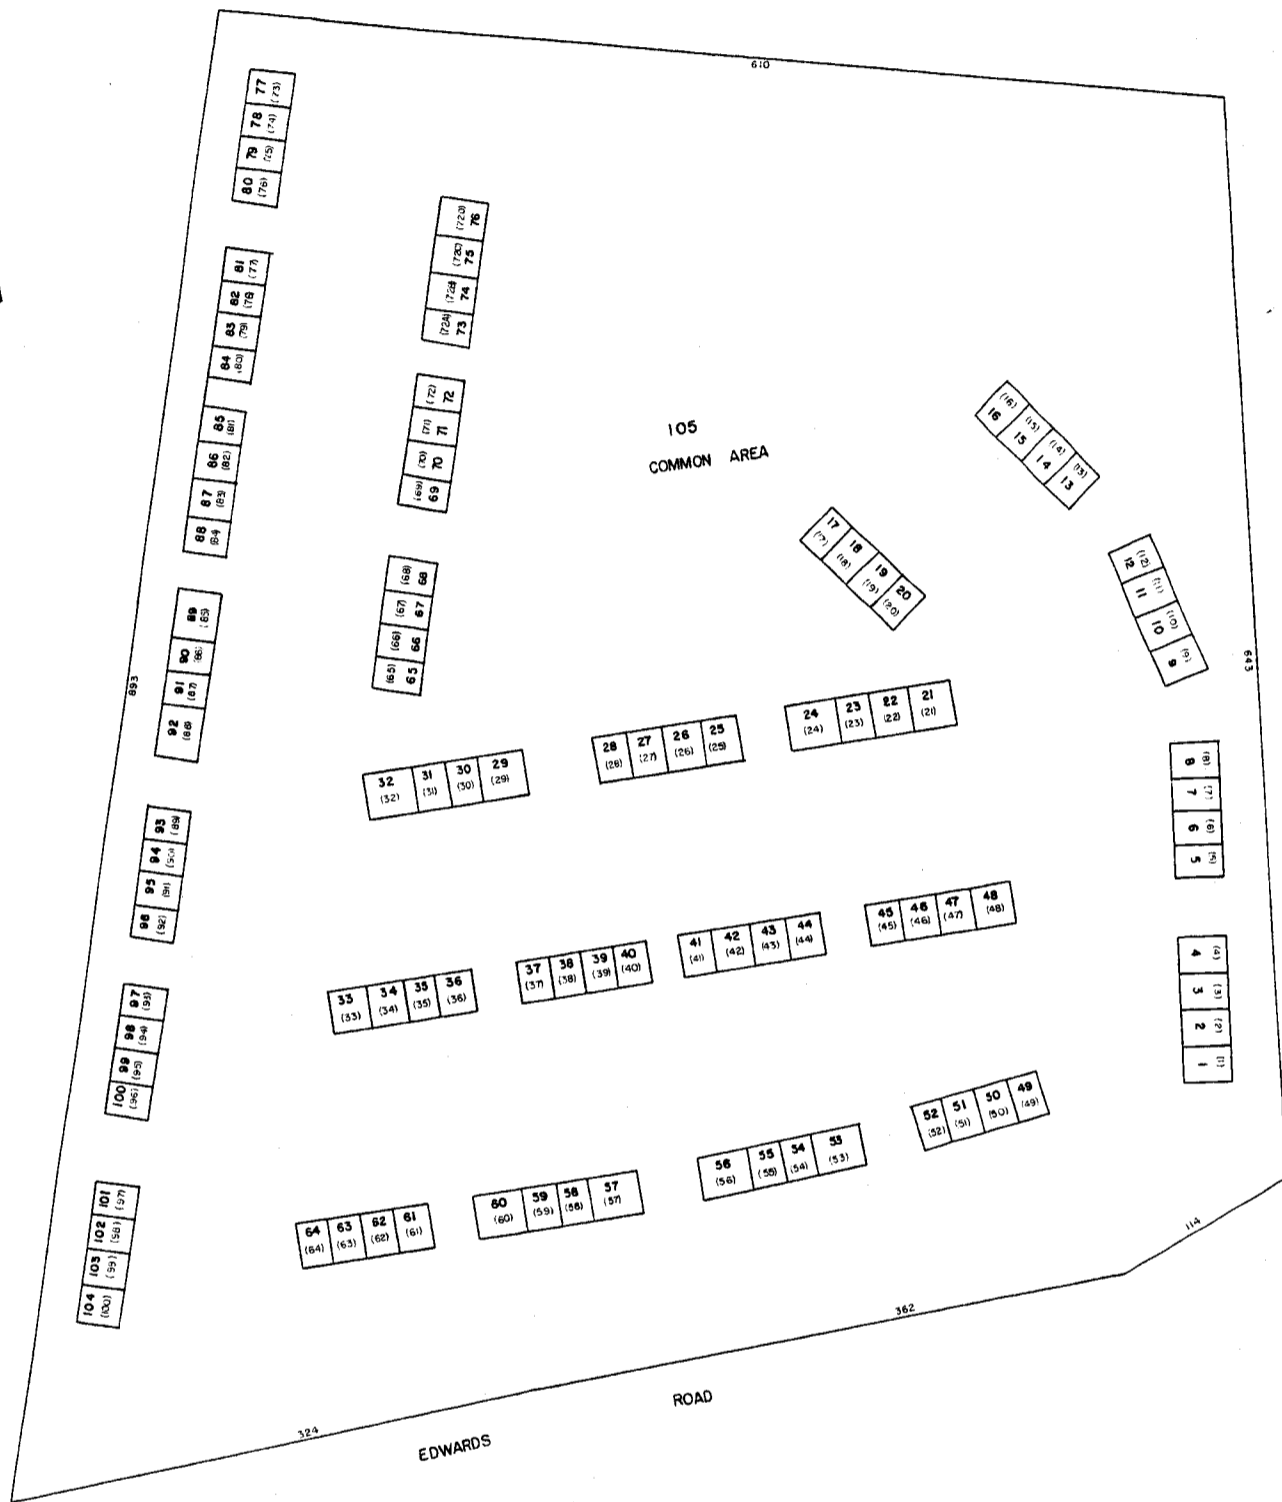 610
77 (73)
78 (74)
79 (75)
80 (76)
(72D) 76
(72C) 75
(72B) 74
(72A) 73
81 (77)
82 (78)
83 (79)
84 (80)
(72) 72
(71) 71
(70) 70
(69) 69
85 (81)
86 (82)
87 (83)
88 (84)
105
COMMON AREA
(16) 16
(15) 15
(14) 14
(13) 13
17 (17)
18 (18)
19 (19)
20 (20)
(12) 12
(11) 11
(10) 10
(9) 9
(68) 68
(67) 67
(66) 66
(65) 65
89 (85)
90 (86)
91 (87)
92 (88)
893
643
24 23 22 21
(24) (23) (22) (21)
28 27 26 25
(28) (27) (26) (25)
32 31 30 29
(32) (31) (30) (29)
8 (8)
7 (7)
6 (6)
5 (5)
93 (89)
94 (90)
95 (91)
96 (92)
45 46 47 48
(45) (46) (47) (48)
41 42 43 44
(41) (42) (43) (44)
37 38 39 40
(37) (38) (39) (40)
33 34 35 36
(33) (34) (35) (36)
4 (4)
3 (3)
2 (2)
1 (1)
97 (93)
98 (94)
99 (95)
100 (96)
52 51 50 49
(52) (51) (50) (49)
56 55 54 53
(56) (55) (54) (53)
60 59 58 57
(60) (59) (58) (57)
64 63 62 61
(64) (63) (62) (61)
101 (97)
102 (98)
103 (99)
104 (100)
114
362
324
EDWARDS ROAD